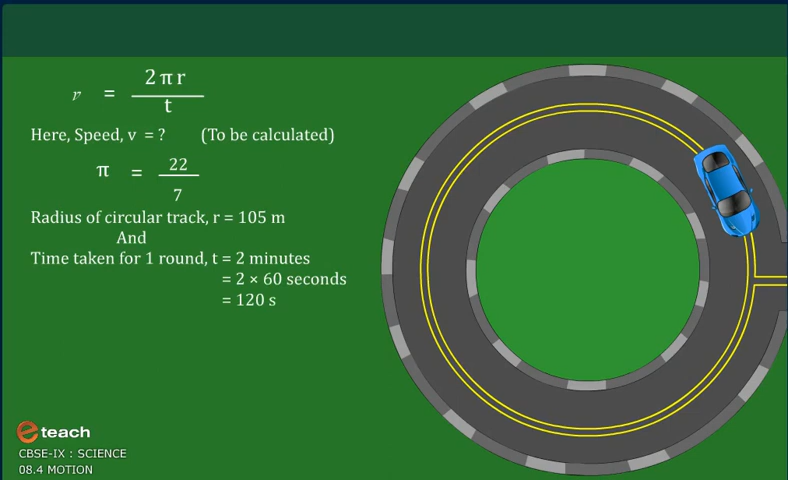 v = 2 π r / t
Here, Speed, v = ? (To be calculated)
π = 22 / 7
Radius of circular track, r = 105 m
And
Time taken for 1 round, t = 2 minutes
= 2 × 60 seconds
= 120 s
e teach
CBSE-IX : SCIENCE
08.4 MOTION